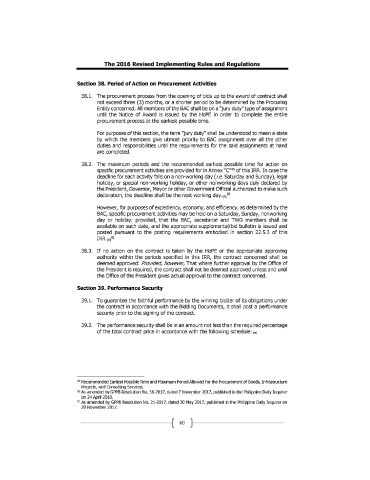 The 2016 Revised Implementing Rules and Regulations
Section 38. Period of Action on Procurement Activities
38.1. The procurement process from the opening of bids up to the award of contract shall
not exceed three (3) months, or a shorter period to be determined by the Procuring
Entity concerned. All members of the BAC shall be on a "jury duty" type of assignment
until the Notice of Award is issued by the HoPE in order to complete the entire
procurement process at the earliest possible time.
For purposes of this section, the term "jury duty" shall be understood to mean a state
by which the members give utmost priority to BAC assignment over all the other
duties and responsibilities until the requirements for the said assignments at hand
are completed.
38.2. The maximum periods and the recommended earliest possible time for action on
specific procurement activities are provided for in Annex "C" of this IRR. In case the
deadline for each activity falls on a non-working day (i.e. Saturday and Sunday), legal
holiday, or special non-working holiday, or other non-working days duly declared by
the President, Governor, Mayor or other Government Official authorized to make such
declaration, the deadline shall be the next working day.
However, for purposes of expediency, economy, and efficiency, as determined by the
BAC, specific procurement activities may be held on a Saturday, Sunday, nonworking
day or holiday: provided, that the BAC, secretariat and TWG members shall be
available on such date, and the appropriate supplemental/bid bulletin is issued and
posted pursuant to the posting requirements embodied in section 22.5.3 of this
IRR.
38.3. If no action on the contract is taken by the HoPE or the appropriate approving
authority within the periods specified in this IRR, the contract concerned shall be
deemed approved: Provided, however, That where further approval by the Office of
the President is required, the contract shall not be deemed approved unless and until
the Office of the President gives actual approval to the contract concerned.
Section 39. Performance Security
39.1. To guarantee the faithful performance by the winning bidder of its obligations under
the contract in accordance with the Bidding Documents, it shall post a performance
security prior to the signing of the contract.
39.2. The performance security shall be in an amount not less than the required percentage
of the total contract price in accordance with the following schedule:
Recommended Earliest Possible Time and Maximum Period Allowed for the Procurement of Goods, Infrastructure
Projects, and Consulting Services.
As amended by GPPB Resolution No. 36-2017, dated 7 November 2017, published in the Philippine Daily Inquirer
on 24 April 2018.
As amended by GPPB Resolution No. 21-2017, dated 30 May 2017, published in the Philippine Daily Inquirer on
20 November 2017.
60